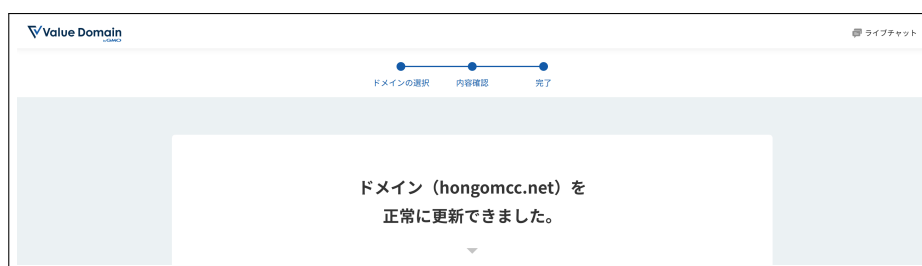 Value Domain
by GMO
ライブチャット
ドメインの選択 内容確認 完了
ドメイン（hongomcc.net）を
正常に更新できました。